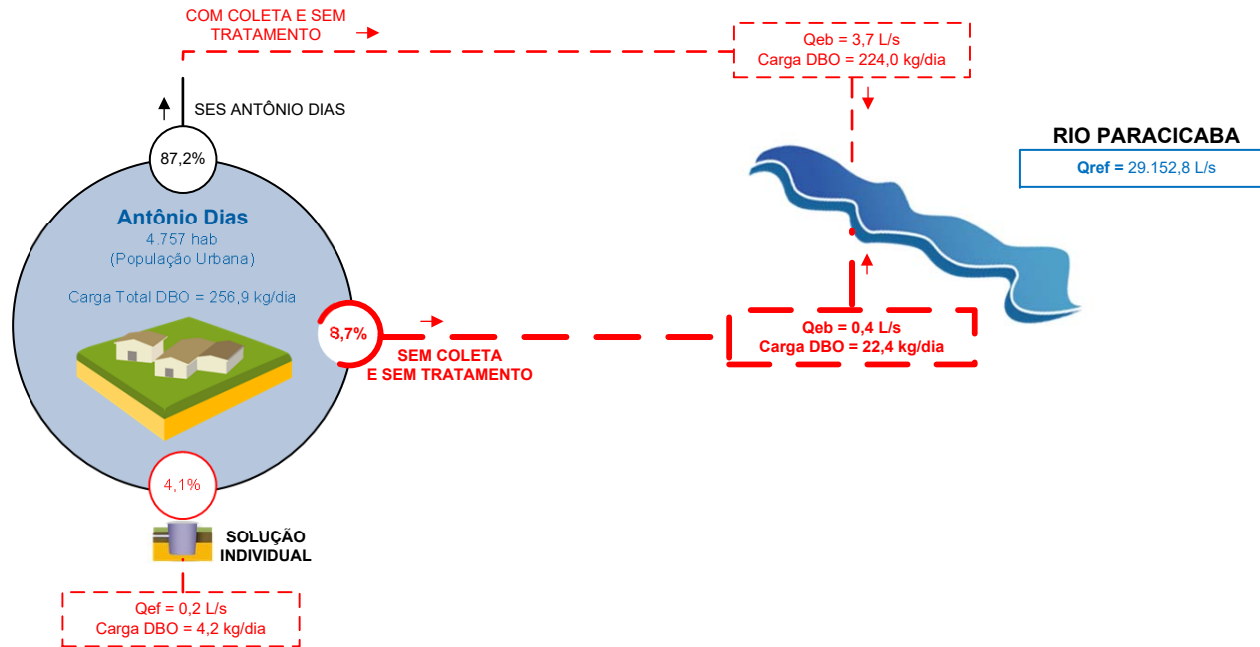 COM COLETA E SEM
TRATAMENTO
Qeb = 3,7 L/s
Carga DBO = 224,0 kg/dia
SES ANTÔNIO DIAS
87,2%
RIO PARACICABA
Qref = 29.152,8 L/s
Antônio Dias
4.757 hab
(População Urbana)
Carga Total DBO = 256,9 kg/dia
8,7%
SEM COLETA
E SEM TRATAMENTO
Qeb = 0,4 L/s
Carga DBO = 22,4 kg/dia
4,1%
SOLUÇÃO
INDIVIDUAL
Qef = 0,2 L/s
Carga DBO = 4,2 kg/dia